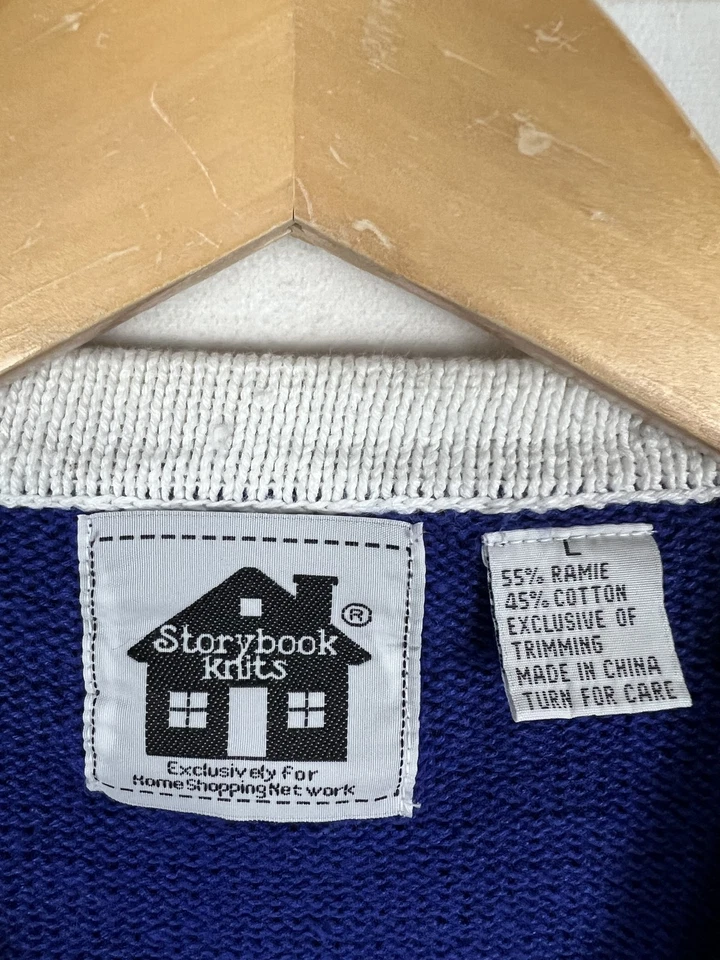 Storybook
Knits
®
Exclusively For
Home Shopping Network
L
55% RAMIE
45% COTTON
EXCLUSIVE OF
TRIMMING
MADE IN CHINA
TURN FOR CARE